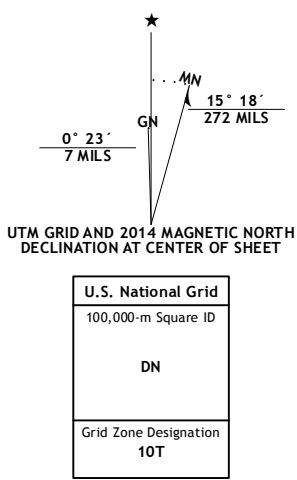 MN
GN
15° 18´
272 MILS
0° 23´
7 MILS
UTM GRID AND 2014 MAGNETIC NORTH
DECLINATION AT CENTER OF SHEET
U.S. National Grid
100,000-m Square ID
DN
Grid Zone Designation
10T